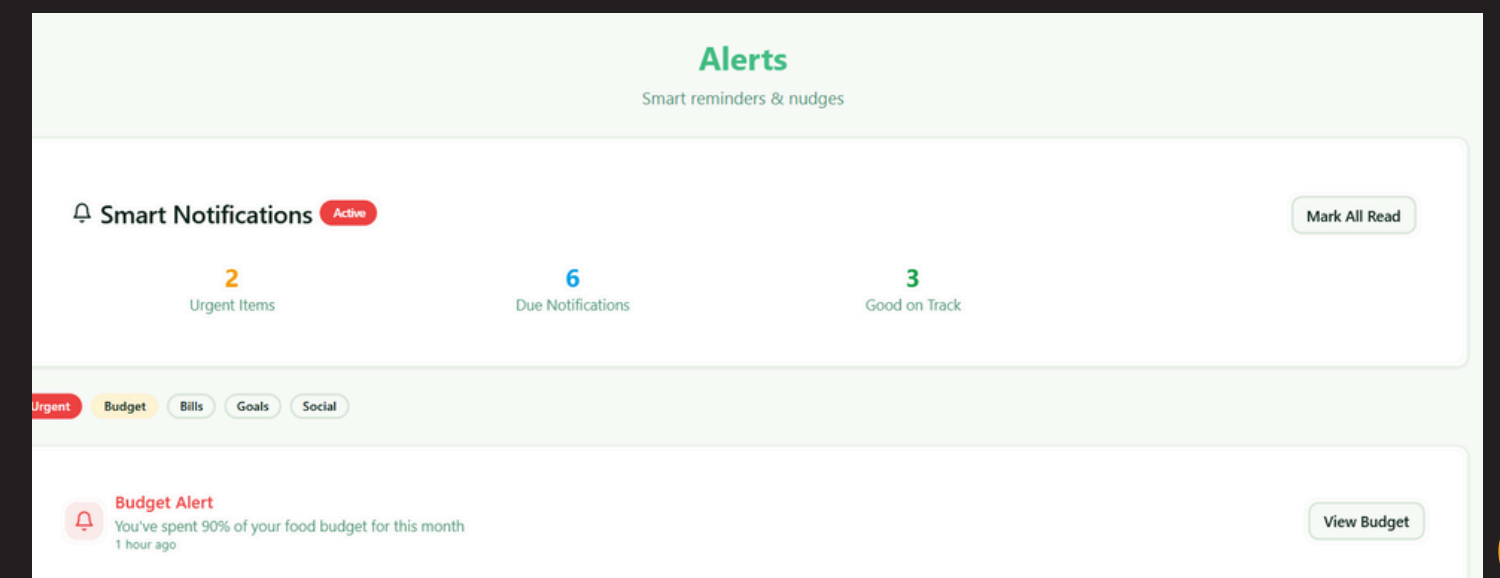 Alerts
Smart reminders & nudges
Smart Notifications Active
Mark All Read
2 6 3
Urgent Items Due Notifications Good on Track
Urgent Budget Bills Goals Social
Budget Alert
You've spent 90% of your food budget for this month
1 hour ago
View Budget